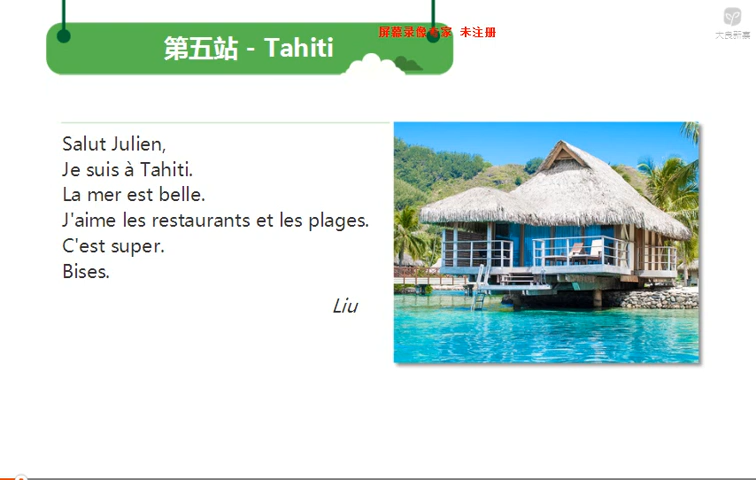 第五站 - Tahiti
屏幕录像专家 未注册
Salut Julien,
Je suis à Tahiti.
La mer est belle.
J'aime les restaurants et les plages.
C'est super.
Bises.
Liu